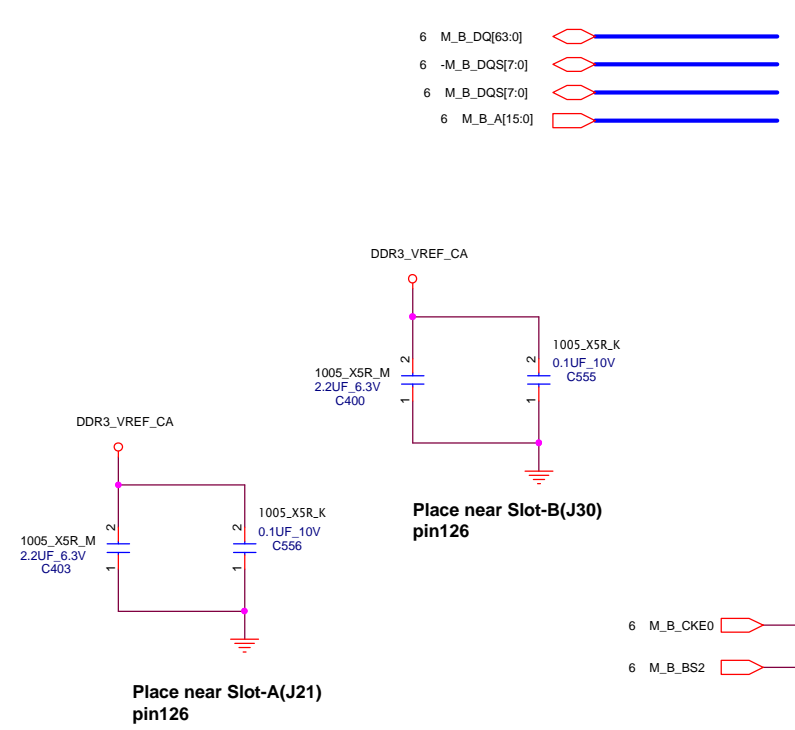 6 M_B_DQ[63:0]
6 -M_B_DQS[7:0]
6 M_B_DQS[7:0]
6 M_B_A[15:0]
DDR3_VREF_CA
1005_X5R_K
0.1UF_10V
C555
2
2
1005_X5R_M
2.2UF_6.3V
C400
1
1
DDR3_VREF_CA
Place near Slot-B(J30)
pin126
1005_X5R_K
0.1UF_10V
C556
2
2
1005_X5R_M
2.2UF_6.3V
C403
1
1
6 M_B_CKE0
6 M_B_BS2
Place near Slot-A(J21)
pin126